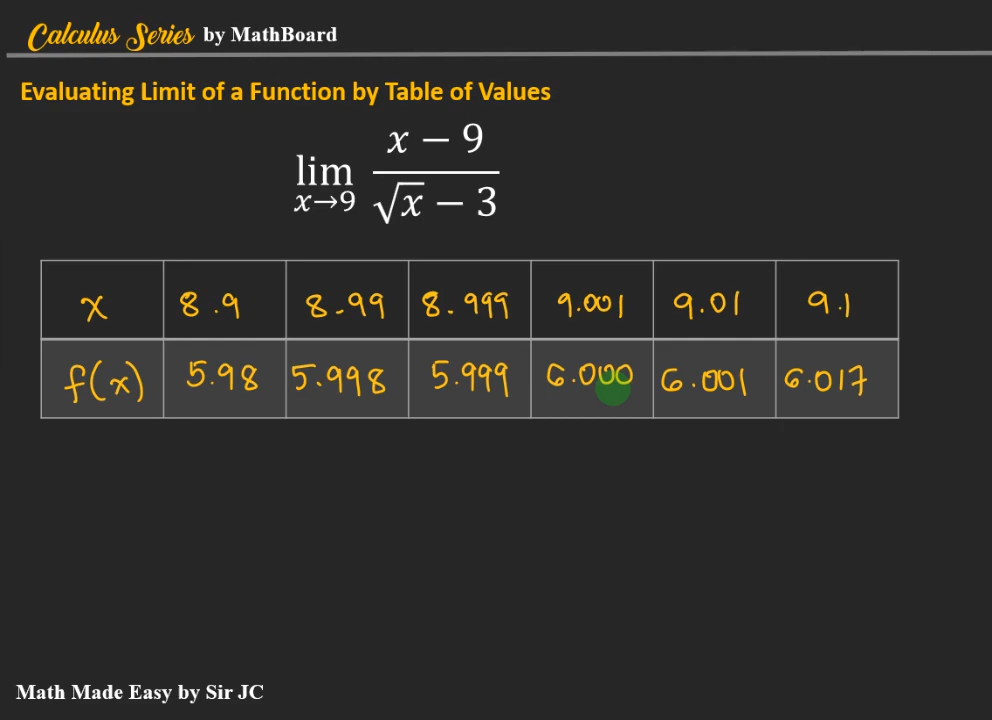 Calculus Series by MathBoard
Evaluating Limit of a Function by Table of Values
lim x→9 (x − 9)/(√x − 3)
x 8.9 8.99 8.999 9.001 9.01 9.1
f(x) 5.98 5.998 5.999 6.000 6.001 6.017
Math Made Easy by Sir JC